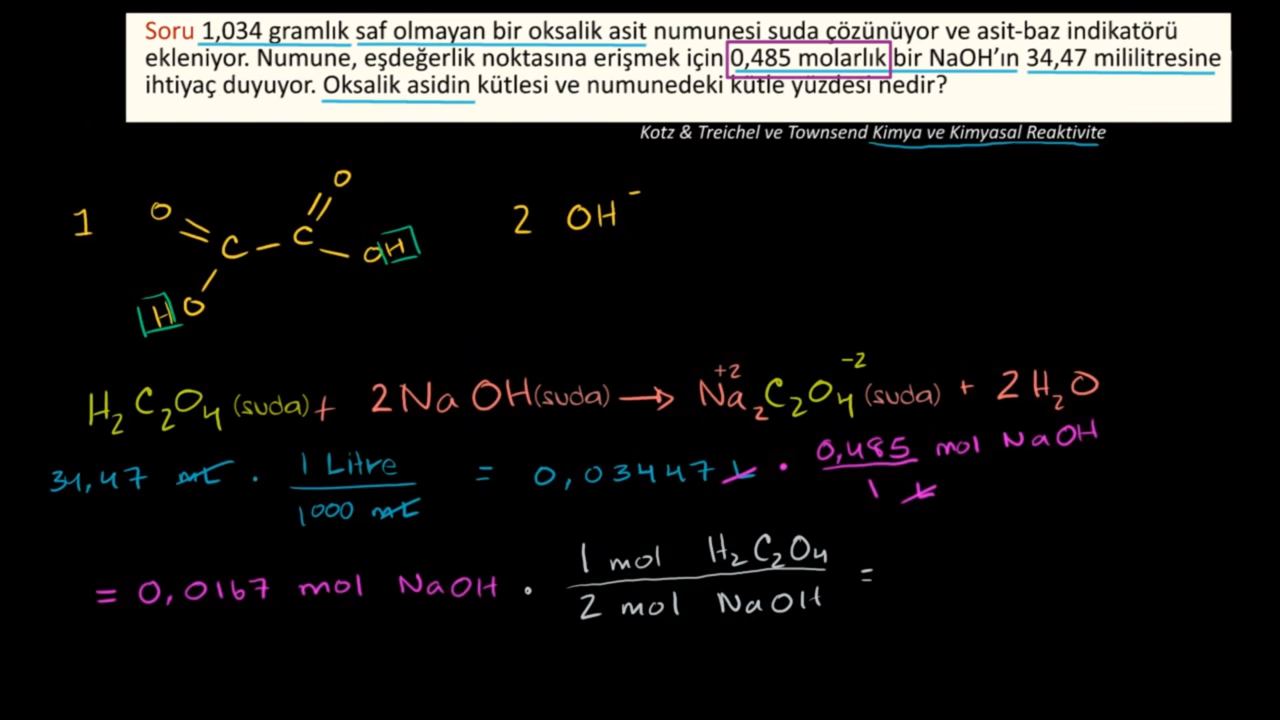 Soru 1,034 gramlık saf olmayan bir oksalik asit numunesi suda çözünüyor ve asit-baz indikatörü
ekleniyor. Numune, eşdeğerlik noktasına erişmek için 0,485 molarlık bir NaOH’ın 34,47 mililitresine
ihtiyaç duyuyor. Oksalik asidin kütlesi ve numunedeki kütle yüzdesi nedir?
Kotz & Treichel ve Townsend Kimya ve Kimyasal Reaktivite
1 O = C - C = O OH HO 2 OH⁻
H₂C₂O₄ (suda) + 2NaOH (suda) → Na₂⁺²C₂O₄⁻² (suda) + 2H₂O
34,47 mL · 1 Litre / 1000 mL = 0,03447 L · 0,485 mol NaOH / 1 L
= 0,0167 mol NaOH · 1 mol H₂C₂O₄ / 2 mol NaOH =